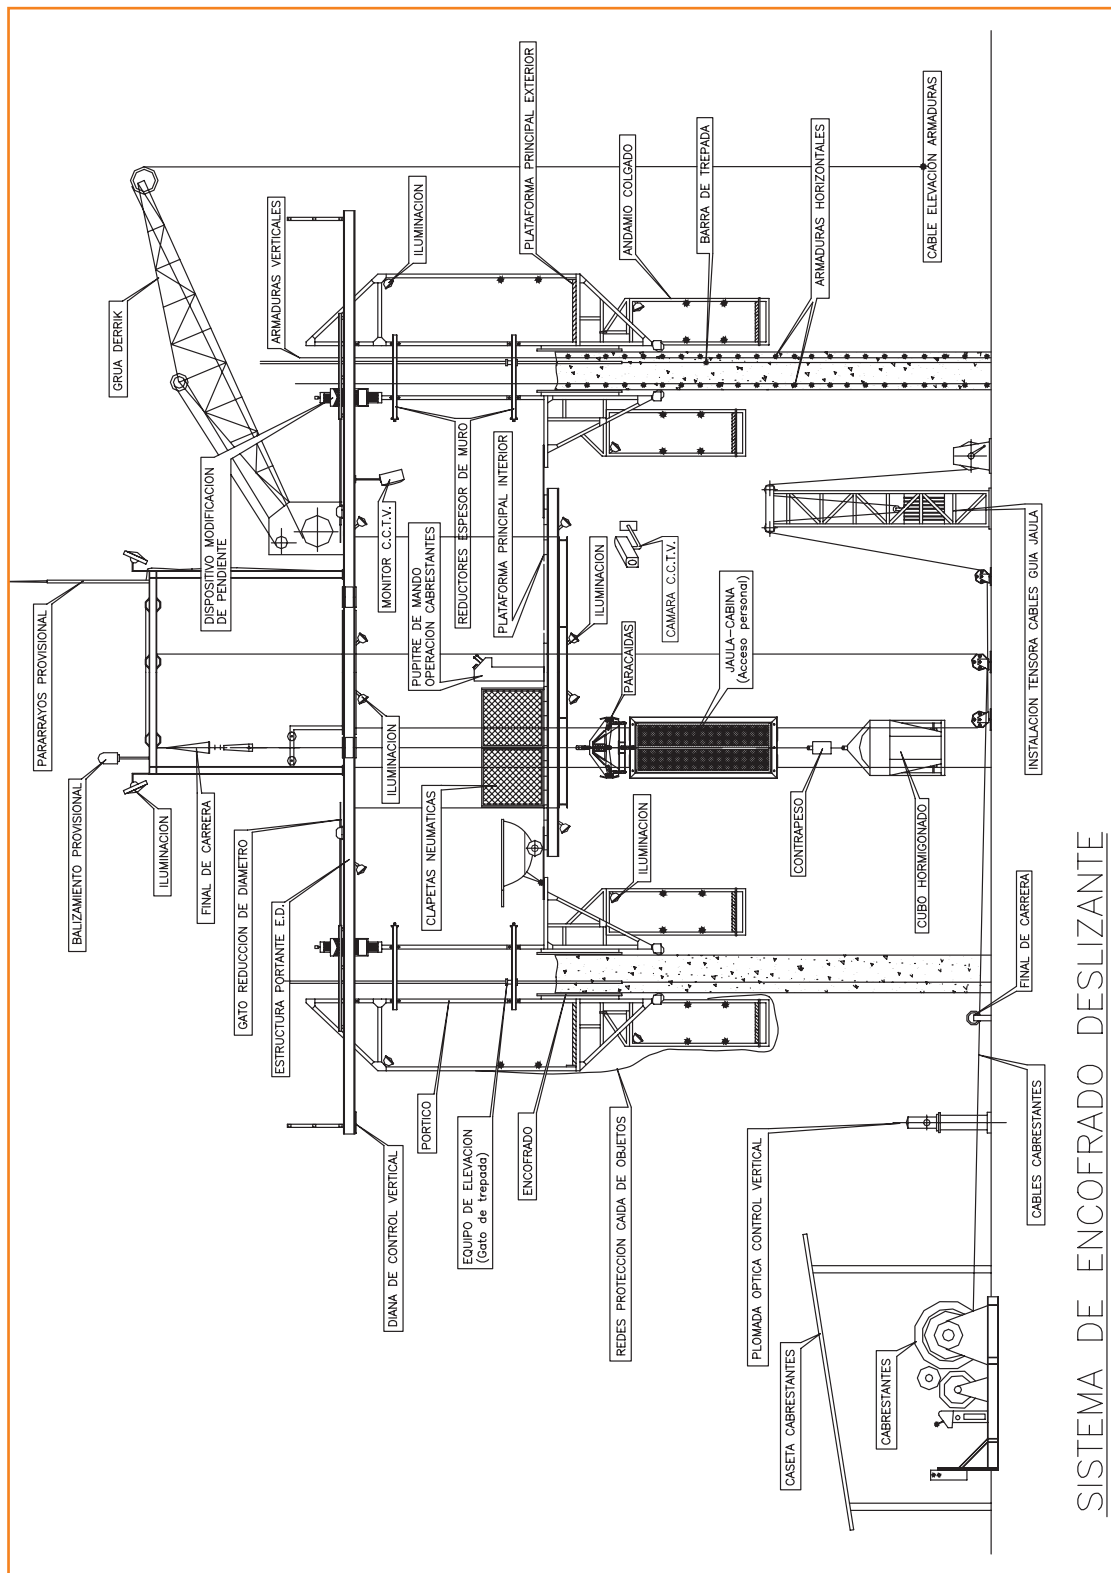 PARARRAYOS PROVISIONAL
BALIZAMIENTO PROVISIONAL
ILUMINACION
FINAL DE CARRERA
GATO REDUCCION DE DIAMETRO
ESTRUCTURA PORTANTE E.D.
GRUA DERRIK
DISPOSITIVO MODIFICACION
DE PENDIENTE
ARMADURAS VERTICALES
ILUMINACION
MONITOR C.C.T.V.
PUPITRE DE MANDO
OPERACION CABRESTANTES
REDUCTORES ESPESOR DE MURO
PLATAFORMA PRINCIPAL INTERIOR
PLATAFORMA PRINCIPAL EXTERIOR
ILUMINACION
CLAPETAS NEUMATICAS
DIANA DE CONTROL VERTICAL
PORTICO
EQUIPO DE ELEVACION
(Gato de trepada)
ENCOFRADO
REDES PROTECCION CAIDA DE OBJETOS
ILUMINACION
PARACAIDAS
ILUMINACION
CAMARA C.C.T.V.
ANDAMIO COLGADO
BARRA DE TREPADA
ARMADURAS HORIZONTALES
CABLE ELEVACIÓN ARMADURAS
JAULA-CABINA
(Acceso personal)
CONTRAPESO
CUBO HORMIGONADO
INSTALACION TENSORA CABLES GUIA JAULA
FINAL DE CARRERA
CABLES CABRESTANTES
PLOMADA OPTICA CONTROL VERTICAL
CASETA CABRESTANTES
CABRESTANTES
SISTEMA DE ENCOFRADO DESLIZANTE